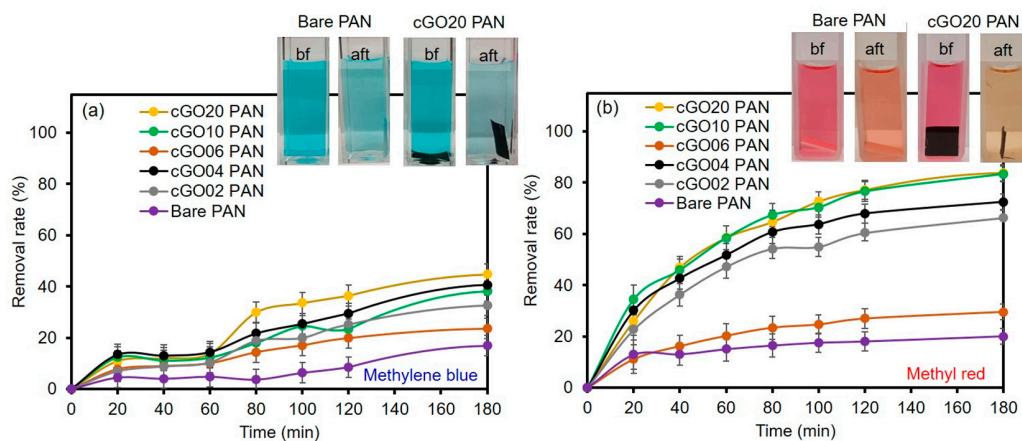 Bare PAN
cGO20 PAN
bf
aft
bf
aft
(a)
cGO20 PAN
cGO10 PAN
cGO06 PAN
cGO04 PAN
cGO02 PAN
Bare PAN
100
80
60
40
20
0
Removal rate (%)
Methylene blue
0 20 40 60 80 100 120 140 160 180
Time (min)
Bare PAN
cGO20 PAN
bf
aft
bf
aft
(b)
cGO20 PAN
cGO10 PAN
cGO06 PAN
cGO04 PAN
cGO02 PAN
Bare PAN
100
80
60
40
20
0
Removal rate (%)
Methyl red
0 20 40 60 80 100 120 140 160 180
Time (min)